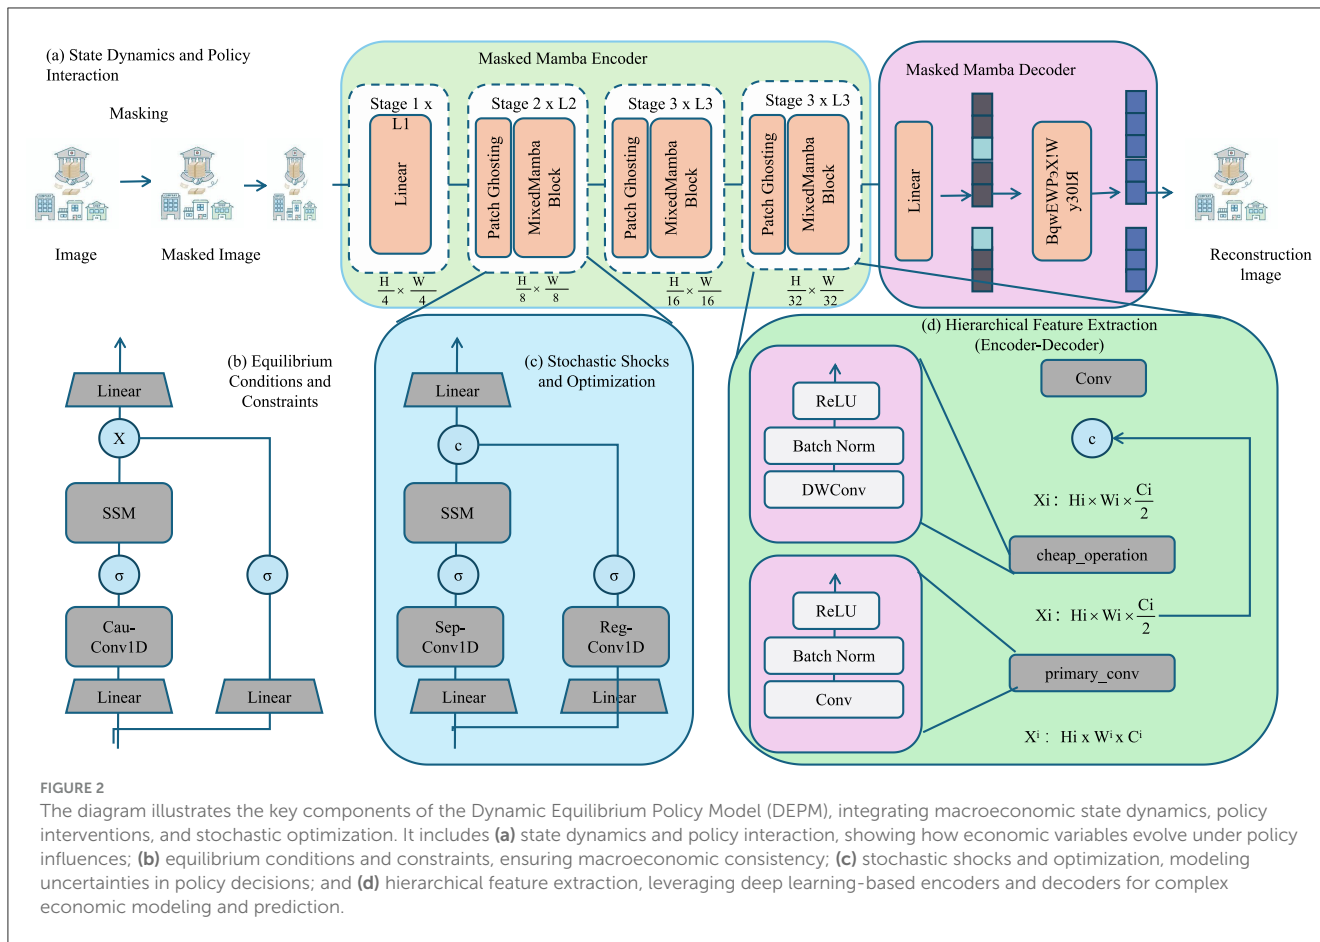 (a) State Dynamics and Policy
Interaction
Masking
Image
Masked Image
Masked Mamba Encoder
Stage 1 x
L1
Linear
H/4 × W/4
Stage 2 x L2
Patch Ghosting
MixedMamba
Block
H/8 × W/8
Stage 3 x L3
Patch Ghosting
MixedMamba
Block
H/16 × W/16
Stage 3 x L3
Patch Ghosting
MixedMamba
Block
H/32 × W/32
Masked Mamba Decoder
Linear
BqwEWPэX!W
y30lЯ
Reconstruction
lmage
(b) Equilibrium
Conditions and
Constraints
Linear
X
SSM
σ
σ
Cau-
Conv1D
Linear
Linear
(c) Stochastic Shocks
and Optimization
Linear
c
SSM
σ
σ
Sep-
Conv1D
Reg-
Conv1D
Linear
Linear
(d) Hierarchical Feature Extraction
(Encoder-Decoder)
ReLU
Batch Norm
DWConv
ReLU
Batch Norm
Conv
Conv
c
Xi: Hi × Wi × Ci/2
cheap_operation
Xi: Hi × Wi × Ci/2
primary_conv
Xⁱ: Hi x Wⁱ x Cⁱ
FIGURE 2
The diagram illustrates the key components of the Dynamic Equilibrium Policy Model (DEPM), integrating macroeconomic state dynamics, policy
interventions, and stochastic optimization. It includes (a) state dynamics and policy interaction, showing how economic variables evolve under policy
influences; (b) equilibrium conditions and constraints, ensuring macroeconomic consistency; (c) stochastic shocks and optimization, modeling
uncertainties in policy decisions; and (d) hierarchical feature extraction, leveraging deep learning-based encoders and decoders for complex
economic modeling and prediction.